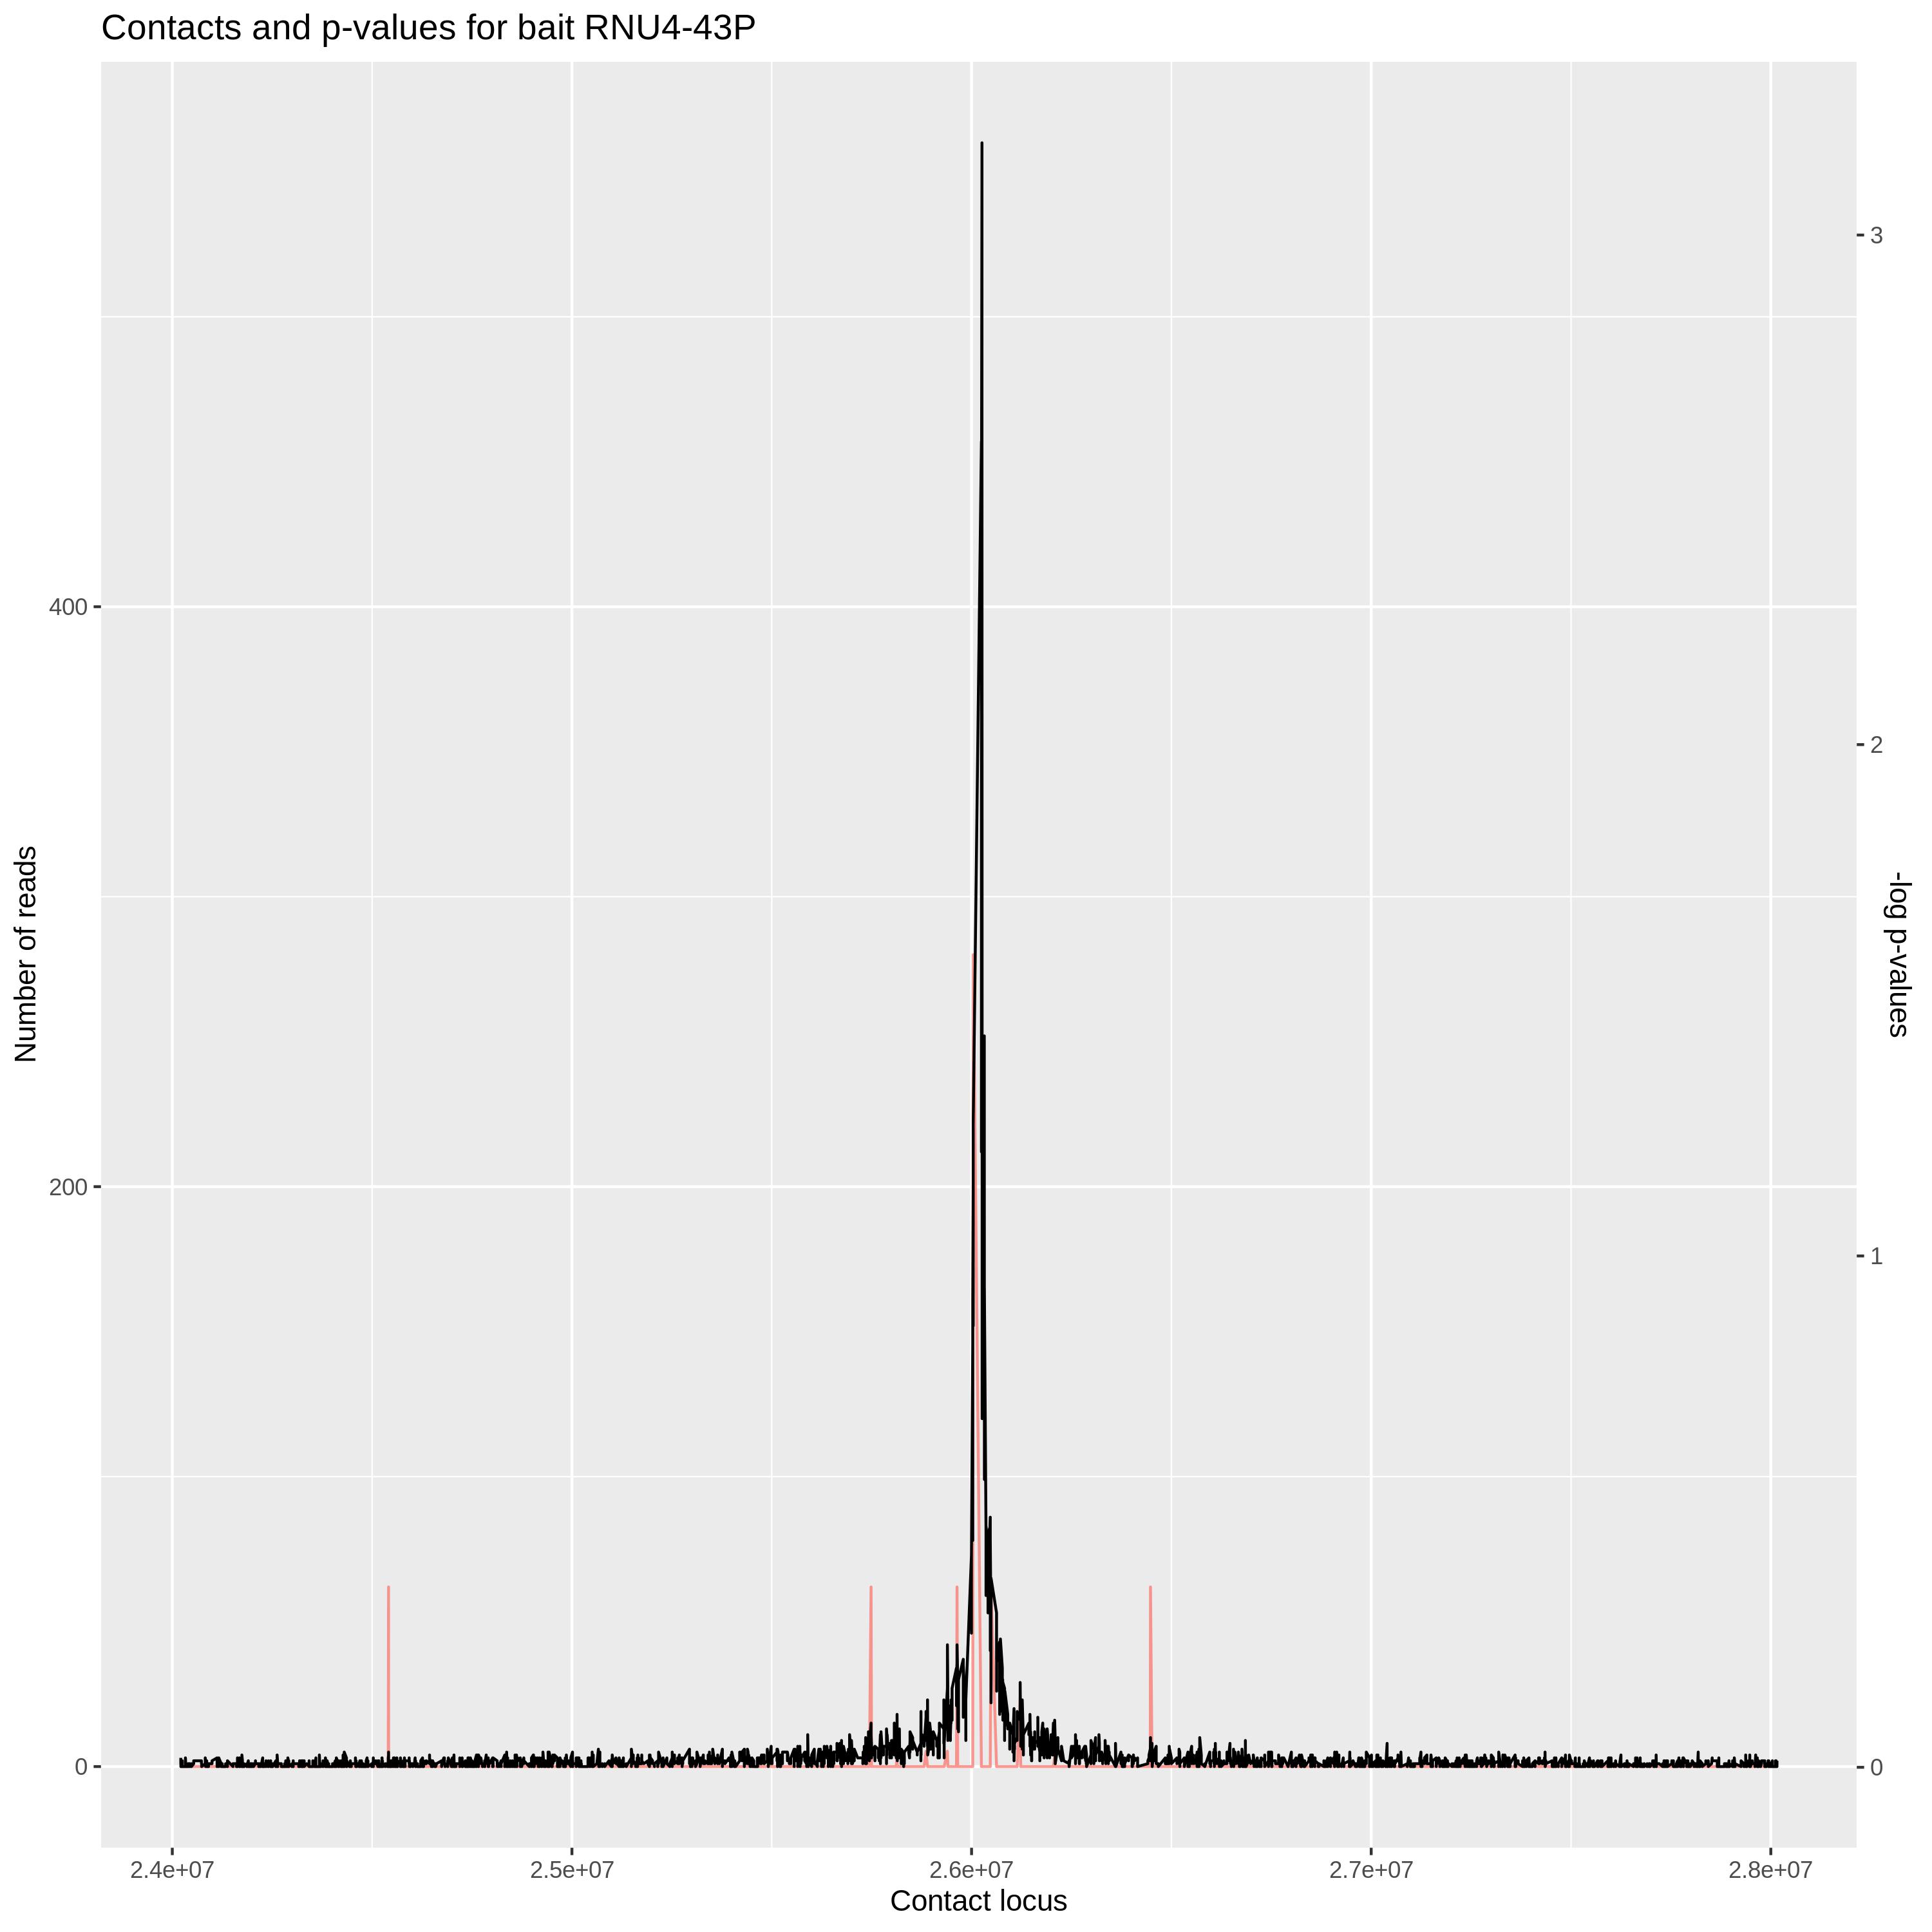 Contacts and p-values for bait RNU4-43P
Number of reads
400
200
0
3
2
1
0
-log p-values
2.4e+07 2.5e+07 2.6e+07 2.7e+07 2.8e+07
Contact locus